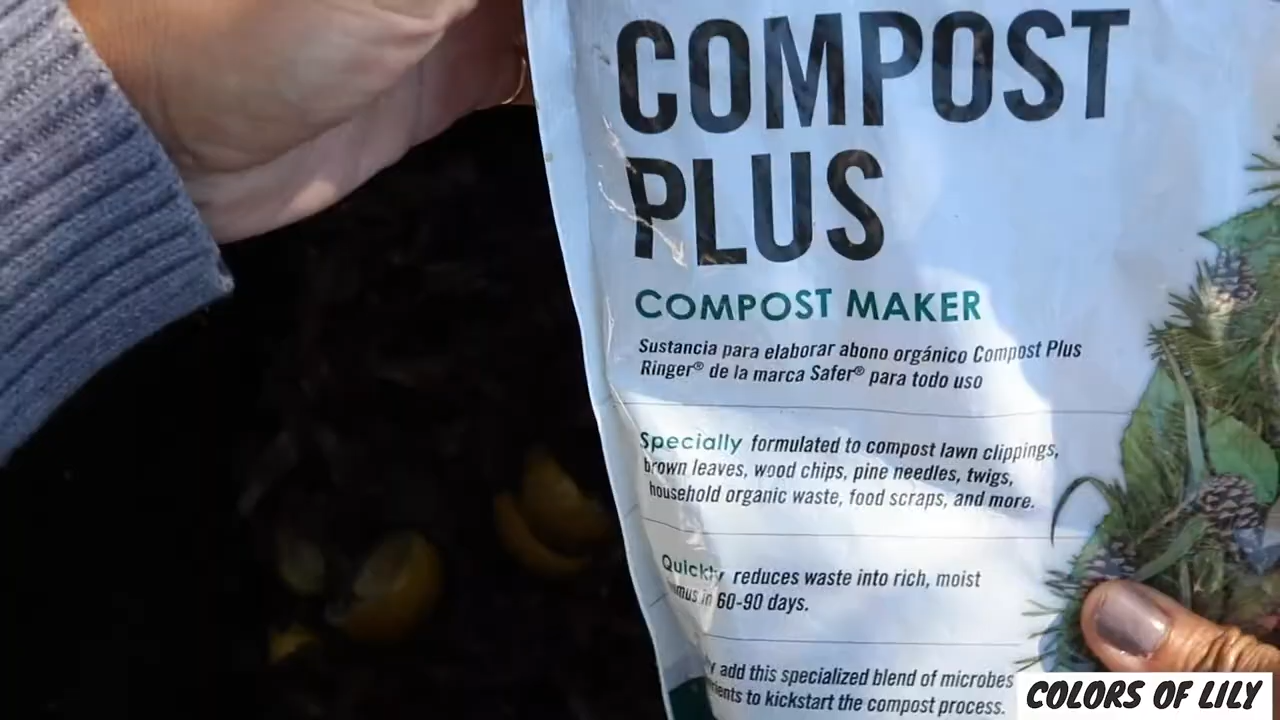 COMPOST
PLUS
COMPOST MAKER
Sustancia para elaborar abono orgánico Compost Plus
Ringer® de la marca Safer® para todo uso
Specially formulated to compost lawn clippings,
brown leaves, wood chips, pine needles, twigs,
household organic waste, food scraps, and more.
Quickly reduces waste into rich, moist
in 60-90 days.
add this specialized blend of microbes
to kickstart the compost process.
COLORS OF LILY